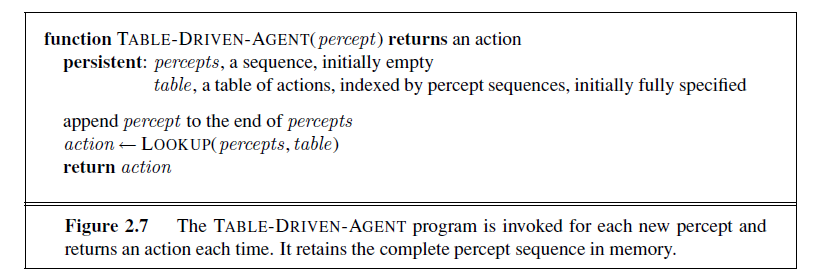 function TABLE-DRIVEN-AGENT(percept) returns an action
persistent: percepts, a sequence, initially empty
table, a table of actions, indexed by percept sequences, initially fully specified
append percept to the end of percepts
action ← LOOKUP(percepts, table)
return action
Figure 2.7 The TABLE-DRIVEN-AGENT program is invoked for each new percept and
returns an action each time. It retains the complete percept sequence in memory.